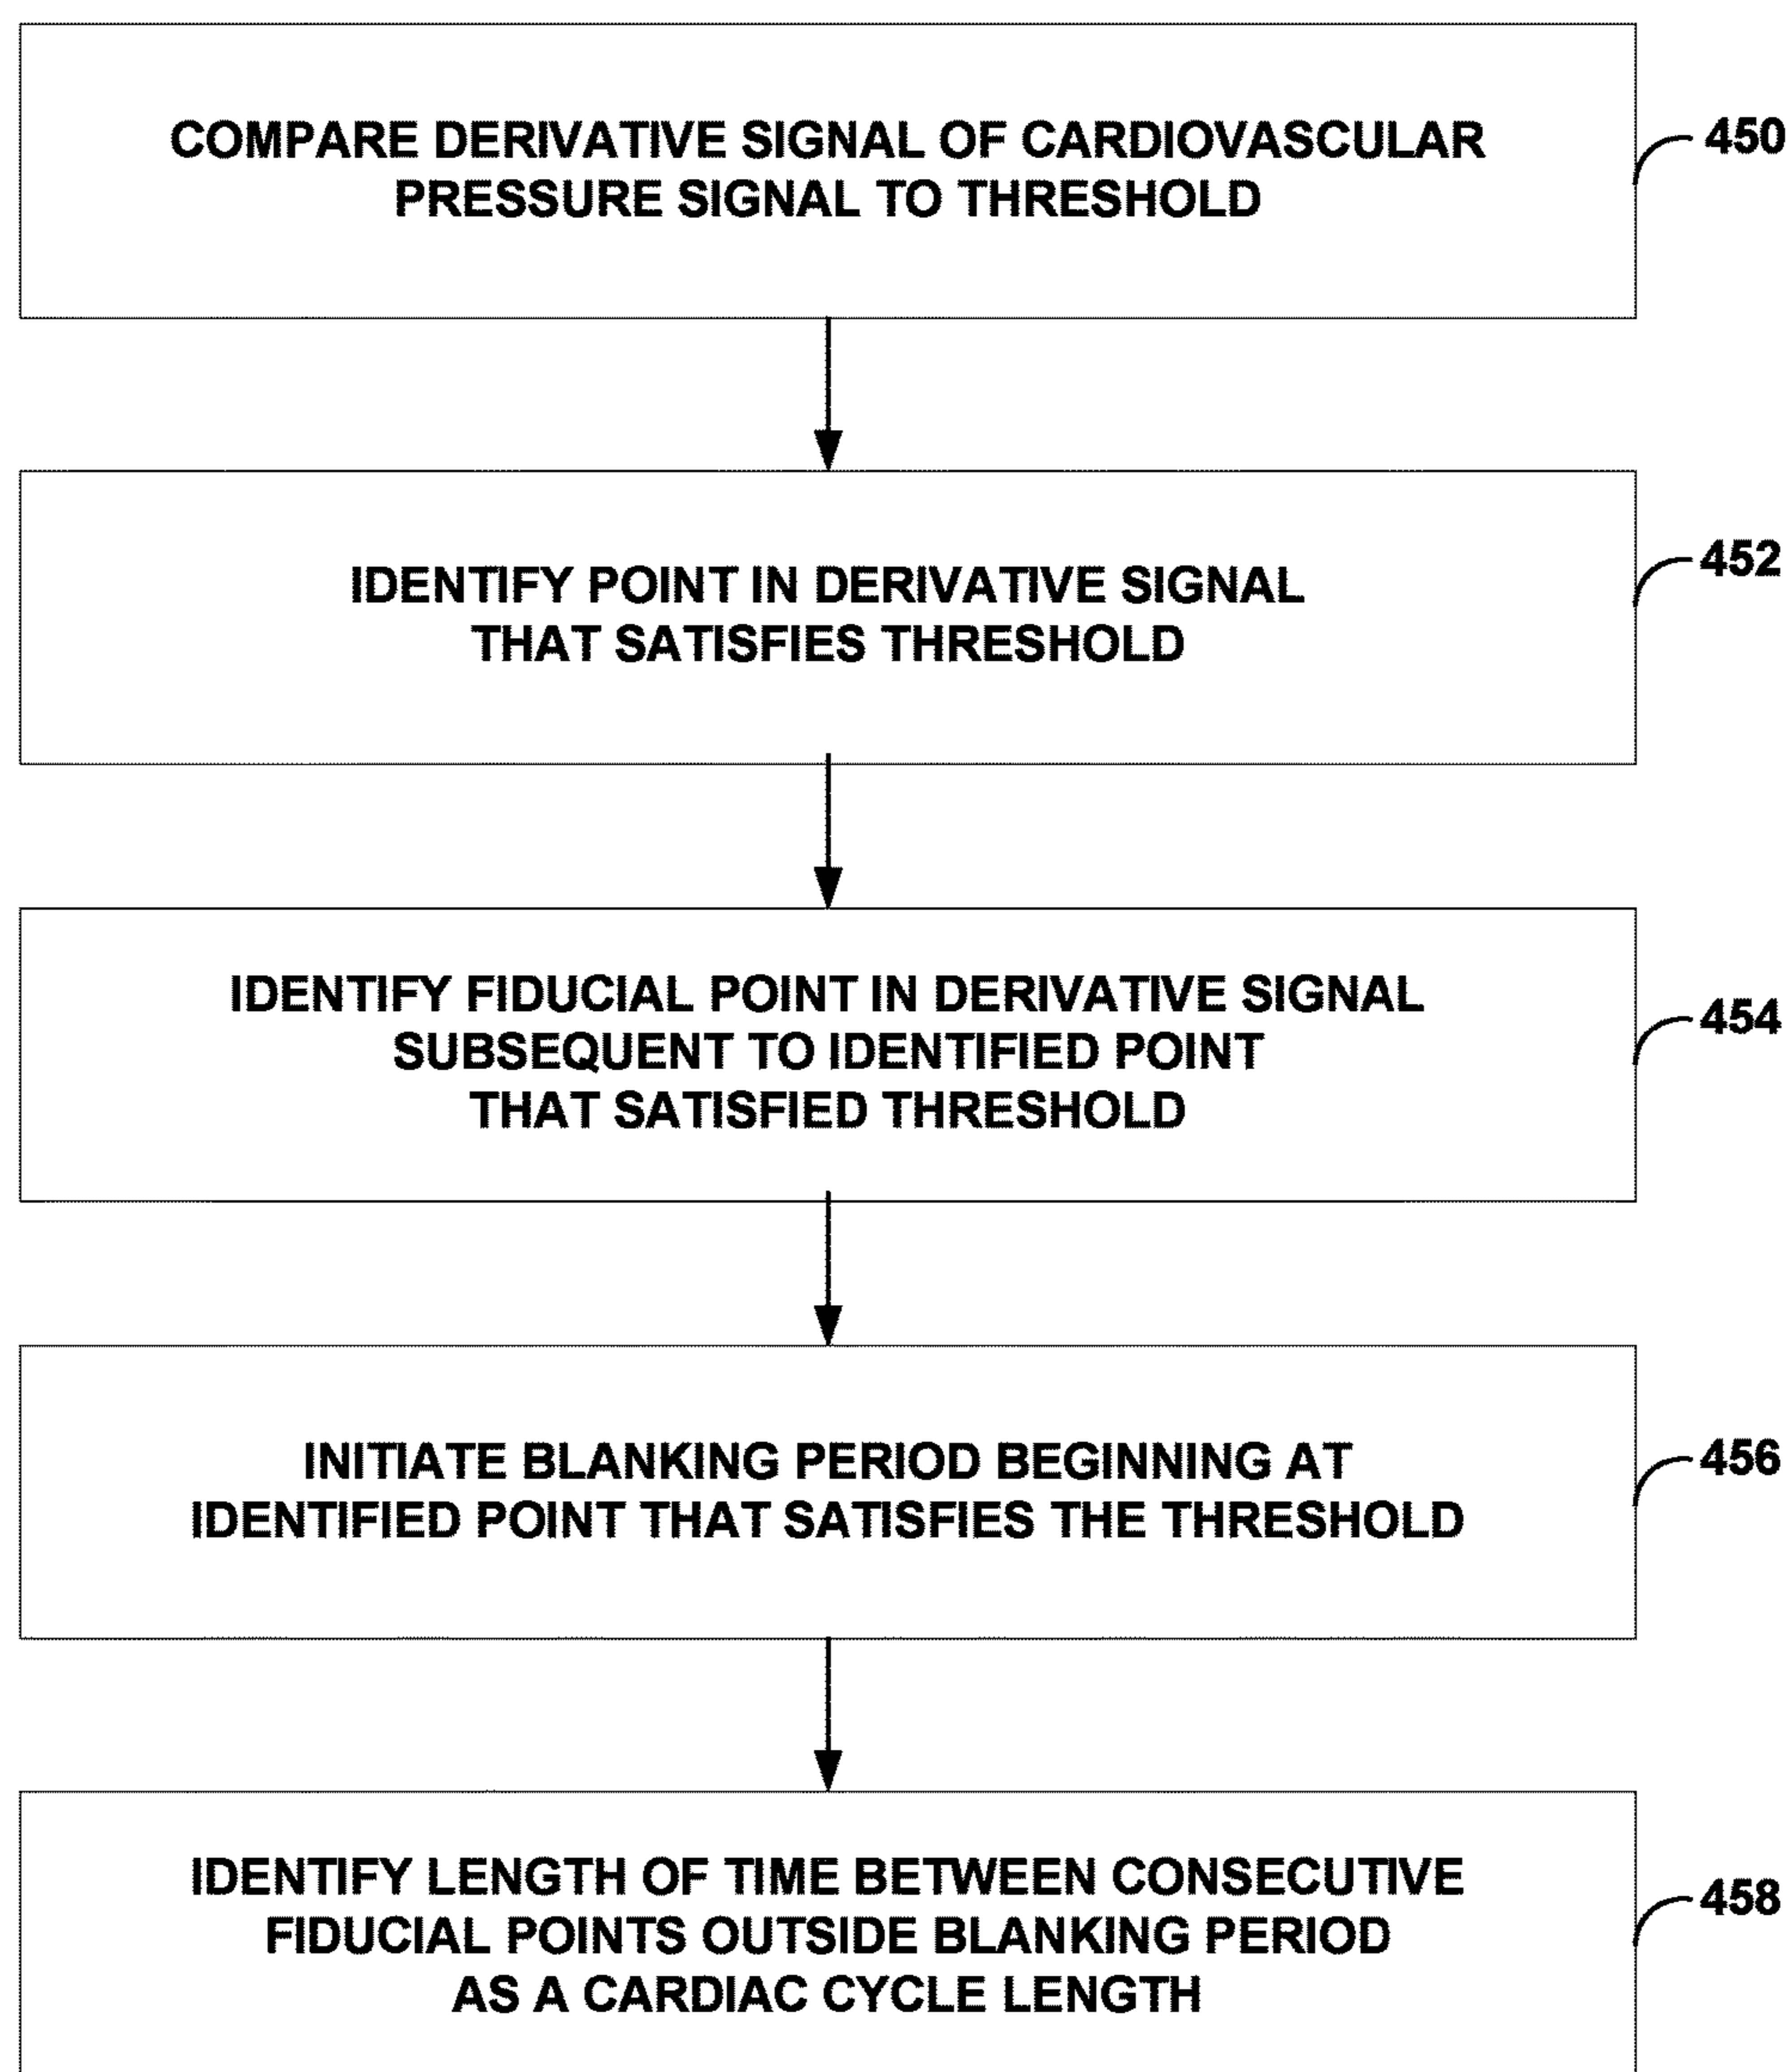 COMPARE DERIVATIVE SIGNAL OF CARDIOVASCULAR
PRESSURE SIGNAL TO THRESHOLD
450
IDENTIFY POINT IN DERIVATIVE SIGNAL
THAT SATISFIES THRESHOLD
452
IDENTIFY FIDUCIAL POINT IN DERIVATIVE SIGNAL
SUBSEQUENT TO IDENTIFIED POINT
THAT SATISFIED THRESHOLD
454
INITIATE BLANKING PERIOD BEGINNING AT
IDENTIFIED POINT THAT SATISFIES THE THRESHOLD
456
IDENTIFY LENGTH OF TIME BETWEEN CONSECUTIVE
FIDUCIAL POINTS OUTSIDE BLANKING PERIOD
AS A CARDIAC CYCLE LENGTH
458